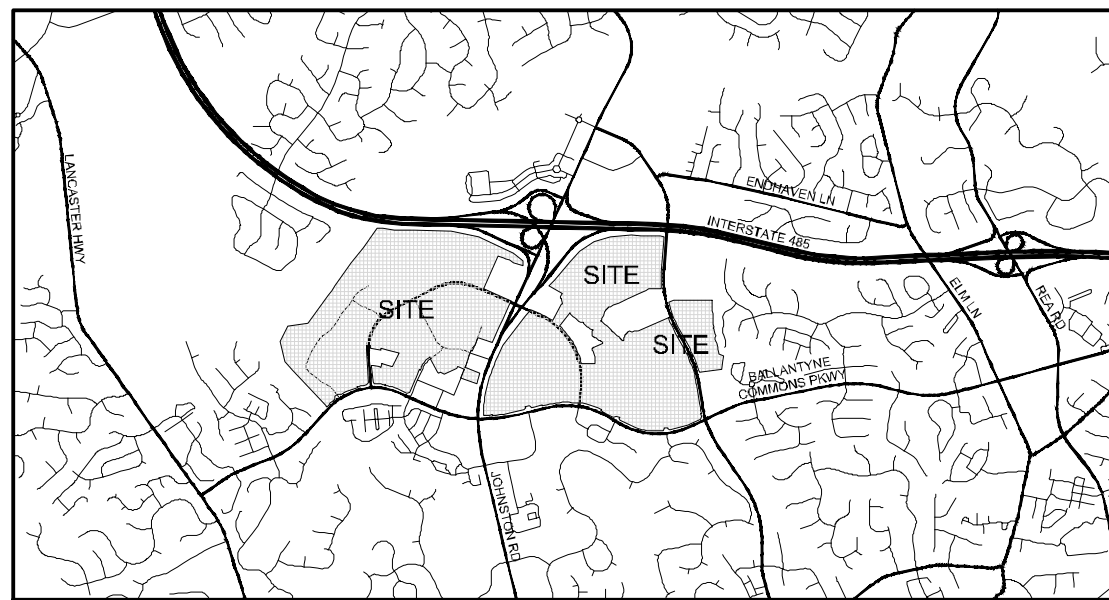 LANCASTER HWY
ENDHAVEN LN
INTERSTATE 485
SITE
SITE
SITE
ELM LN
REA RD
BALLANTYNE
COMMONS PKWY
JOHNSTON RD